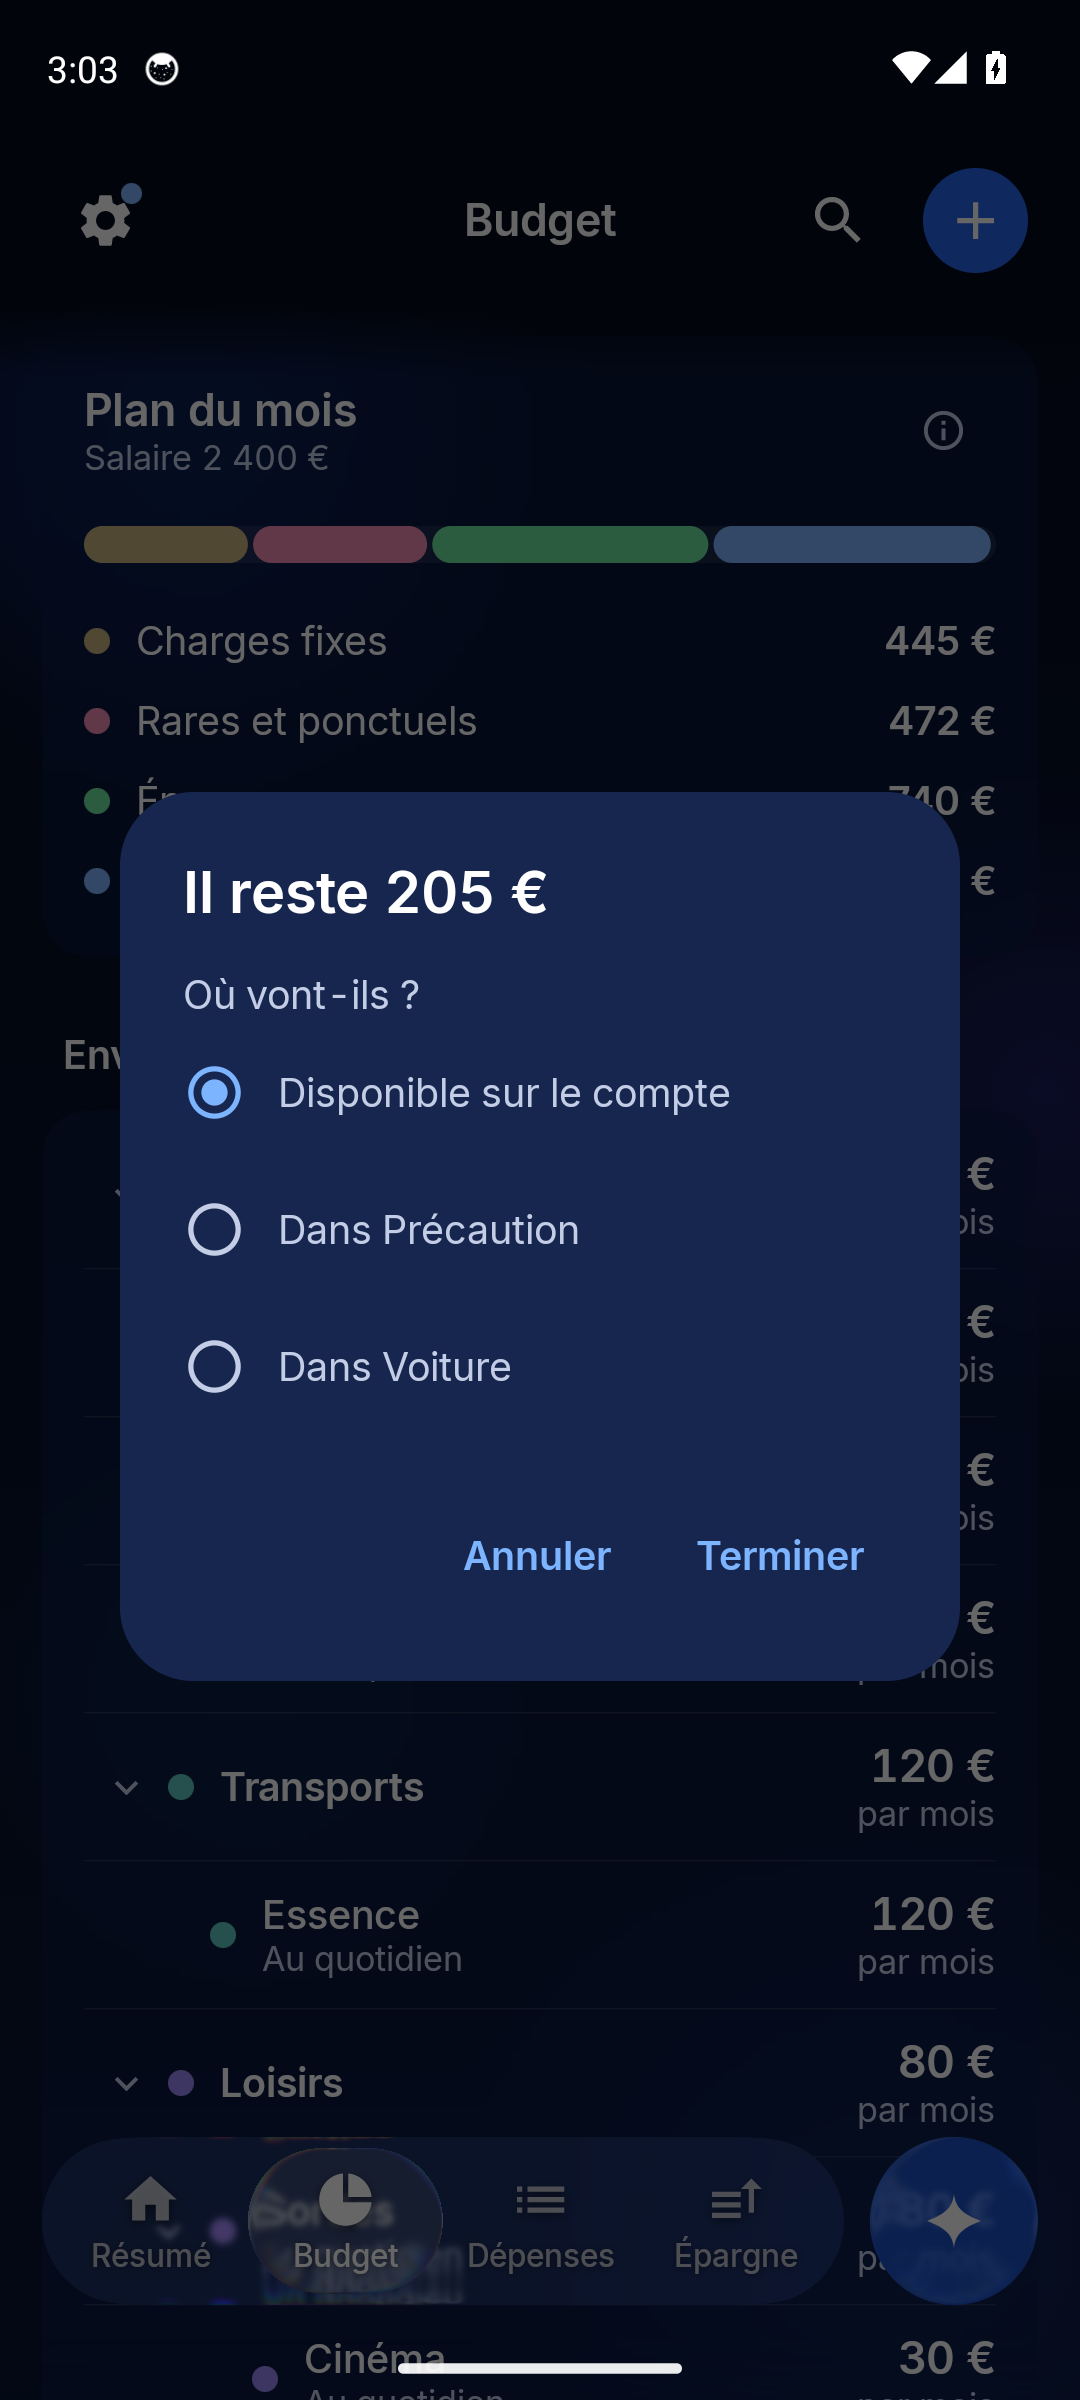 3:03
Budget
Plan du mois
Salaire 2 400 €
Charges fixes 445 €
Rares et ponctuels 472 €
740 €
€
Il reste 205 €
Où vont-ils ?
Disponible sur le compte
Dans Précaution
Dans Voiture
Annuler Terminer
€
€
€
€
Transports 120 €
par mois
Essence 120 €
Au quotidien par mois
Loisirs 80 €
par mois
80 €
Résumé Budget Dépenses Épargne
Cinéma 30 €